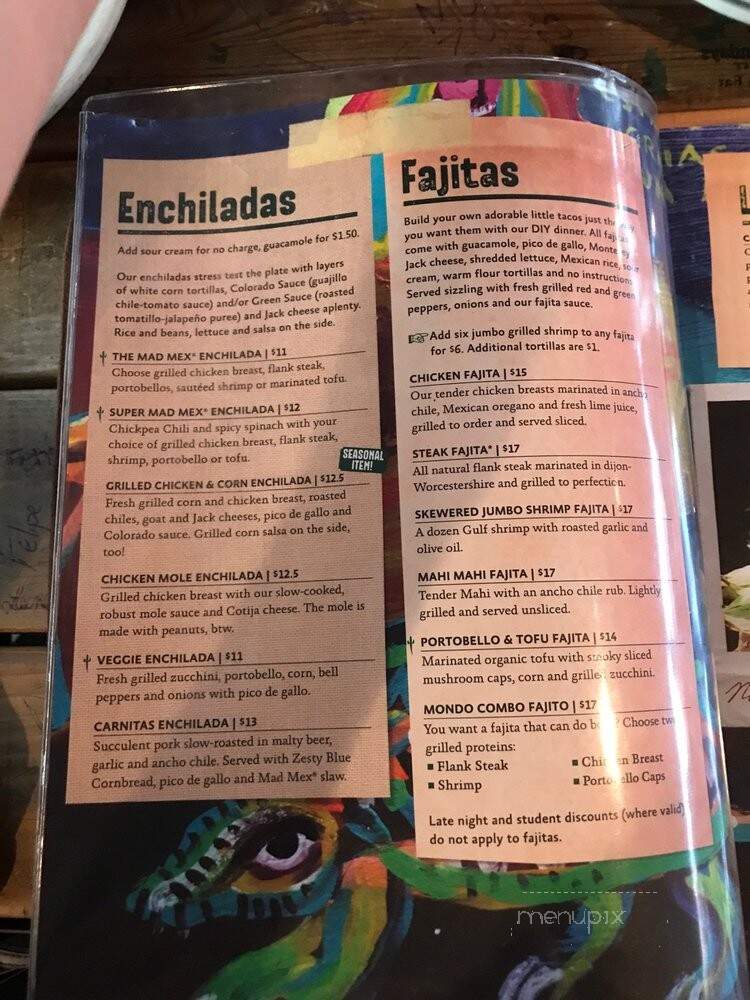 Enchiladas
Add sour cream for no charge, guacamole for $1.50.
Our enchiladas stress test the plate with layers
of white corn tortillas, Colorado Sauce (guajillo
chile-tomato sauce) and/or Green Sauce (roasted
tomatillo-jalapeño puree) and Jack cheese aplenty.
Rice and beans, lettuce and salsa on the side.
THE MAD MEX® ENCHILADA | $11
Choose grilled chicken breast, flank steak,
portobellos, sautéed shrimp or marinated tofu.
SUPER MAD MEX® ENCHILADA | $12
Chickpea Chili and spicy spinach with your
choice of grilled chicken breast, flank steak,
shrimp, portobello or tofu.
SEASONAL
ITEM!
GRILLED CHICKEN & CORN ENCHILADA | $12.5
Fresh grilled corn and chicken breast, roasted
chiles, goat and Jack cheeses, pico de gallo and
Colorado sauce. Grilled corn salsa on the side,
too!
CHICKEN MOLE ENCHILADA | $12.5
Grilled chicken breast with our slow-cooked,
robust mole sauce and Cotija cheese. The mole is
made with peanuts, btw.
VEGGIE ENCHILADA | $11
Fresh grilled zucchini, portobello, corn, bell
peppers and onions with pico de gallo.
CARNITAS ENCHILADA | $13
Succulent pork slow-roasted in malty beer,
garlic and ancho chile. Served with Zesty Blue
Cornbread, pico de gallo and Mad Mex® slaw.
Fajitas
Build your own adorable little tacos just the way
you want them with our DIY dinner. All fajitas
come with guacamole, pico de gallo, Monterey
Jack cheese, shredded lettuce, Mexican rice, sour
cream, warm flour tortillas and no instructions.
Served sizzling with fresh grilled red and green
peppers, onions and our fajita sauce.
Add six jumbo grilled shrimp to any fajita
for $6. Additional tortillas are $1.
CHICKEN FAJITA | $15
Our tender chicken breasts marinated in ancho
chile, Mexican oregano and fresh lime juice,
grilled to order and served sliced.
STEAK FAJITA* | $17
All natural flank steak marinated in dijon-
Worcestershire and grilled to perfection.
SKEWERED JUMBO SHRIMP FAJITA | $17
A dozen Gulf shrimp with roasted garlic and
olive oil.
MAHI MAHI FAJITA | $17
Tender Mahi with an ancho chile rub. Lightly
grilled and served unsliced.
PORTOBELLO & TOFU FAJITA | $14
Marinated organic tofu with smoky sliced
mushroom caps, corn and grilled zucchini.
MONDO COMBO FAJITO | $17
You want a fajita that can do both? Choose two
grilled proteins:
▪ Flank Steak ▪ Chicken Breast
▪ Shrimp ▪ Portobello Caps
Late night and student discounts (where valid)
do not apply to fajitas.
Felipe
menupix